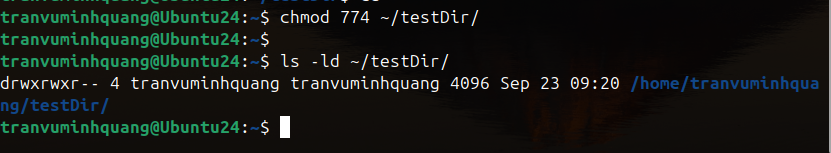 tranvuminhquang@Ubuntu24:~$ chmod 774 ~/testDir/
tranvuminhquang@Ubuntu24:~$
tranvuminhquang@Ubuntu24:~$ ls -ld ~/testDir/
drwxrwxr-- 4 tranvuminhquang tranvuminhquang 4096 Sep 23 09:20 /home/tranvuminhqua
ng/testDir/
tranvuminhquang@Ubuntu24:~$